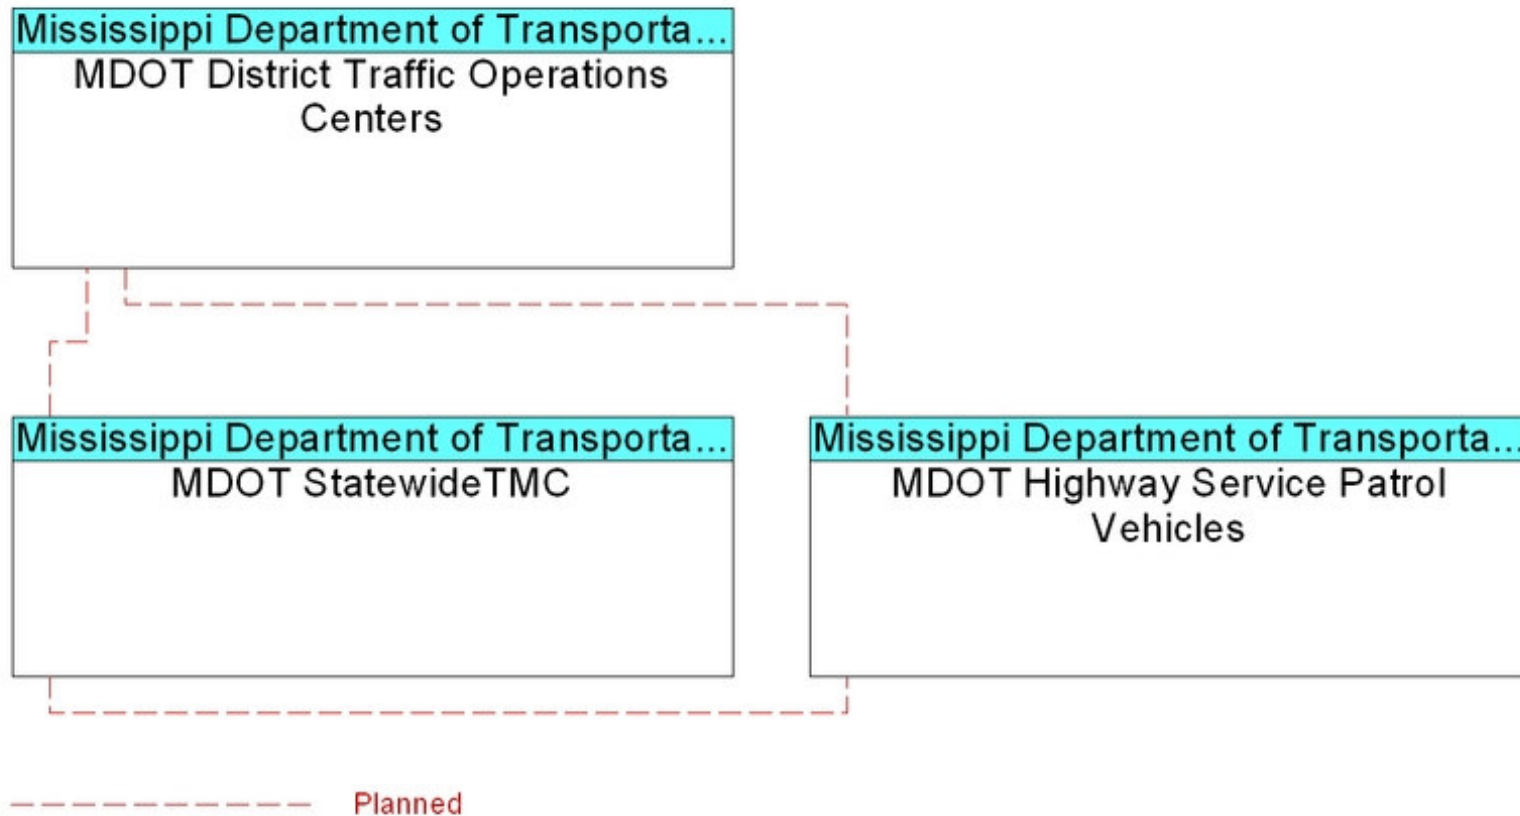 Mississippi Department of Transporta...
MDOT District Traffic Operations
Centers
Mississippi Department of Transporta...
MDOT StatewideTMC
Mississippi Department of Transporta...
MDOT Highway Service Patrol
Vehicles
Planned